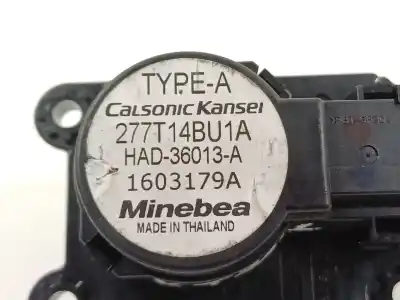 TYPE-A
Calsonic Kansei
277T14BU1A
HAD-36013-A
1603179A
Minebea
MADE IN THAILAND